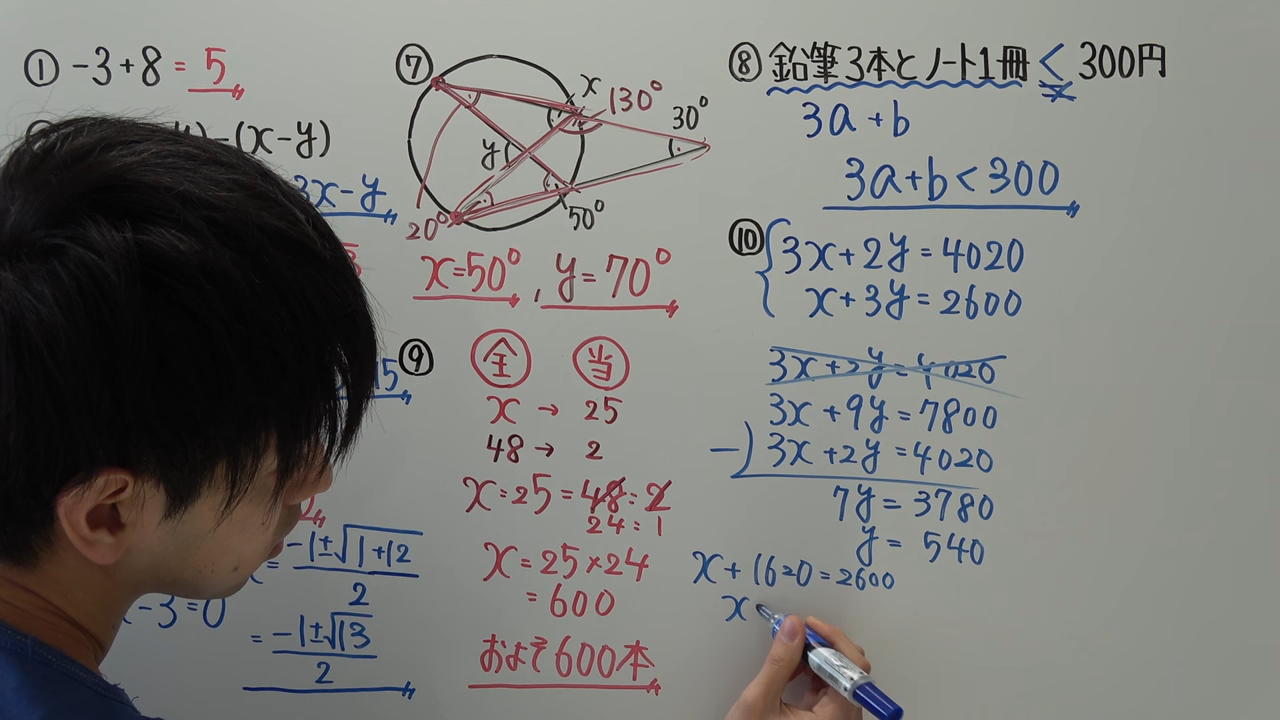 ① -3+8 = 5
-(x-y)
3x-y
15
-1±√1+12
2
-3=0
= -1±√13
2
⑦
x
130°
30°
y
20°
50°
x=50°, y=70°
⑨
全 当
x → 25
48 → 2
x:25=48:2
24:1
x=25×24
=600
およそ600本
⑧ 鉛筆3本とノート1冊 < 300円
3a+b
3a+b<300
⑩ 3x+2y=4020
x+3y=2600
3x+2y=4020
3x+9y=7800
-) 3x+2y=4020
7y=3780
y=540
x+1620=2600
x